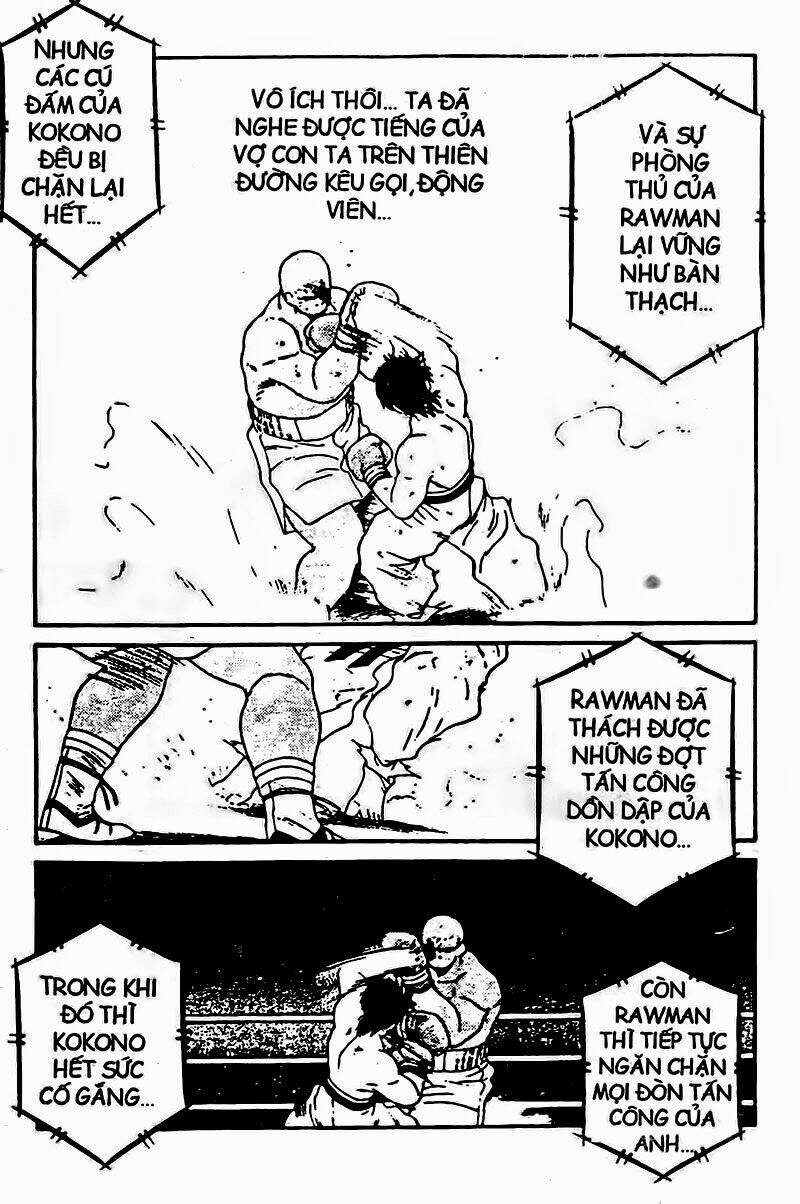 VÀ SỰ
PHÒNG
THỦ CỦA
RAWMAN
LẠI VỮNG
NHƯ BÀN
THẠCH...
VÔ ÍCH THÔI... TA ĐÃ
NGHE ĐƯỢC TIẾNG CỦA
VỢ CON TA TRÊN THIÊN
ĐƯỜNG KÊU GỌI, ĐỘNG
VIÊN...
NHƯNG
CÁC CÚ
ĐẤM CỦA
KOKONO
ĐỀU BỊ
CHẶN LẠI
HẾT...
RAWMAN ĐÃ
THÁCH ĐƯỢC
NHỮNG ĐỢT
TẤN CÔNG
DỒN DẬP CỦA
KOKONO...
CÒN
RAWMAN
THÌ TIẾP TỰC
NGĂN CHẶN
MỌI ĐÒN TẤN
CÔNG CỦA
ANH...
TRONG KHI
ĐÓ THÌ
KOKONO
HẾT SỨC
CỐ GẮNG...